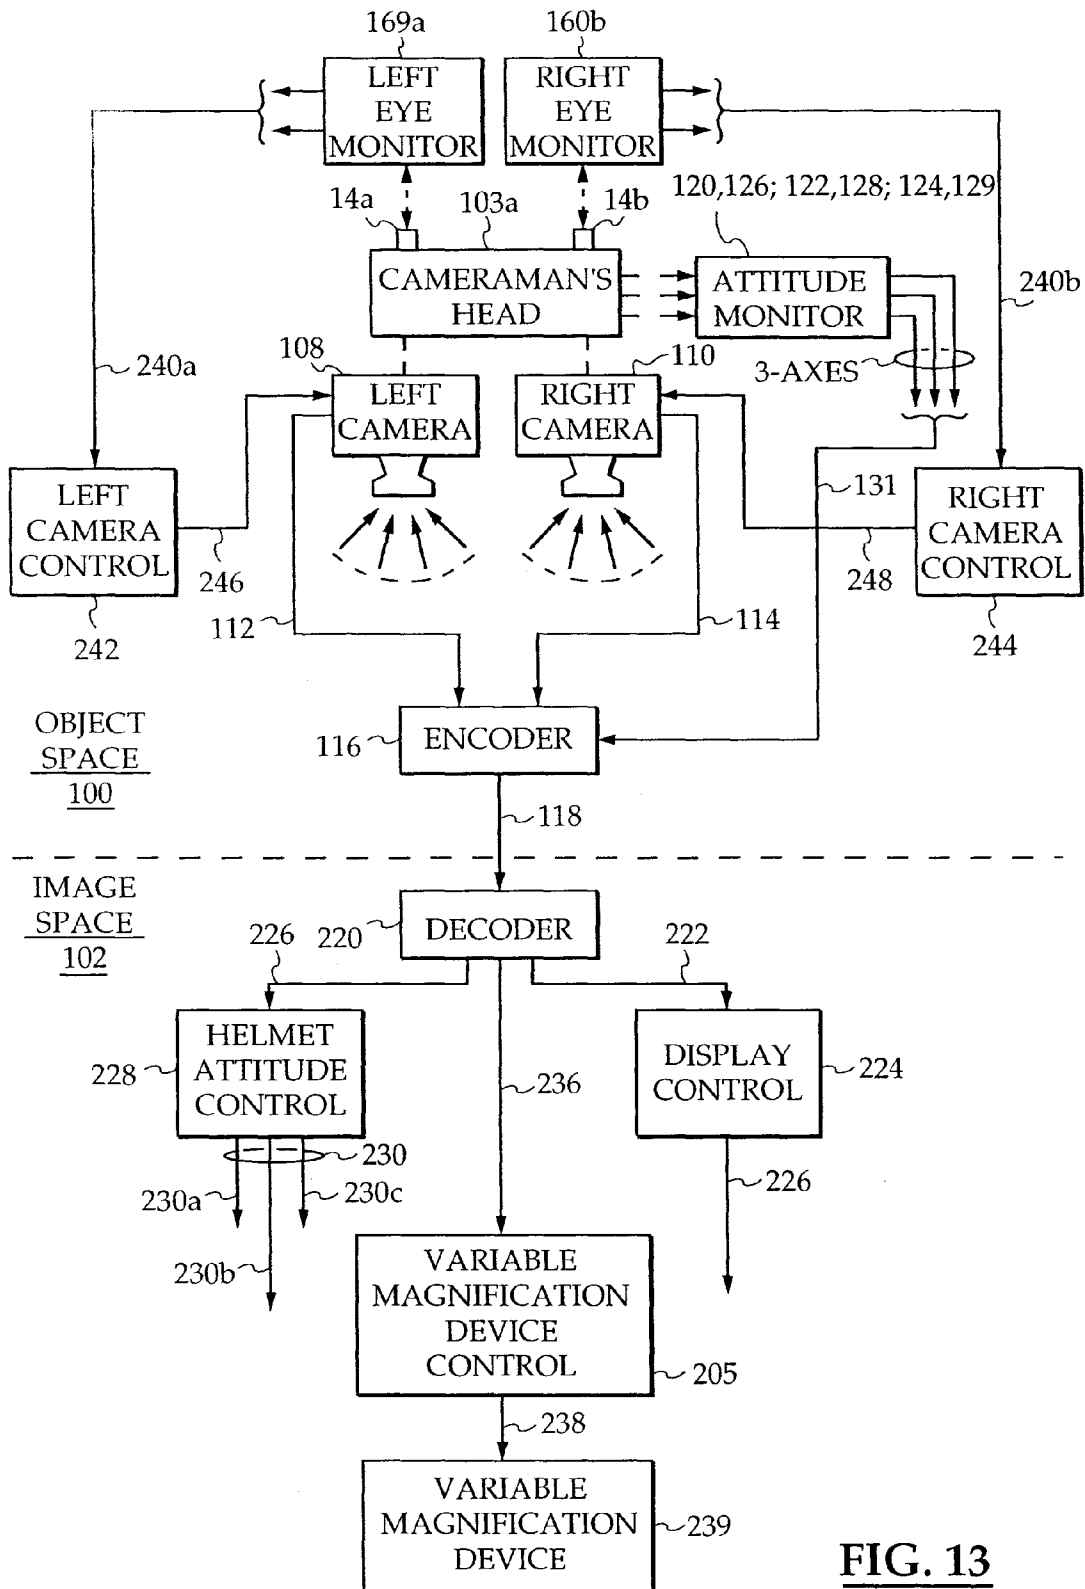 169a
160b
LEFT
EYE
MONITOR
RIGHT
EYE
MONITOR
14a
103a
14b
120,126; 122,128; 124,129
CAMERAMAN'S
HEAD
ATTITUDE
MONITOR
240b
240a
108
110
3-AXES
LEFT
CAMERA
RIGHT
CAMERA
LEFT
CAMERA
CONTROL
131
RIGHT
CAMERA
CONTROL
246
248
112
114
242
244
OBJECT
SPACE
100
116
ENCODER
118
IMAGE
SPACE
102
220
DECODER
226
222
HELMET
ATTITUDE
CONTROL
228
236
DISPLAY
CONTROL
224
230
230a
230c
226
230b
VARIABLE
MAGNIFICATION
DEVICE
CONTROL
205
238
VARIABLE
MAGNIFICATION
DEVICE
239
FIG. 13